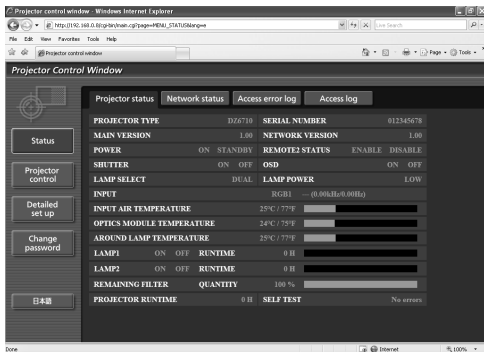 Projector control window - Windows Internet Explorer
http://192.168.0.8/cgi-bin/main.cgi?page=MENU_STATUS&lang=e
Live Search
File Edit View Favorites Tools Help
Projector control window
Page Tools
Projector Control Window
Projector status Network status Access error log Access log
Status
Projector control
Detailed set up
Change password
日本語
PROJECTOR TYPE DZ6710 SERIAL NUMBER 012345678
MAIN VERSION 1.00 NETWORK VERSION 1.00
POWER ON STANDBY REMOTE2 STATUS ENABLE DISABLE
SHUTTER ON OFF OSD ON OFF
LAMP SELECT DUAL LAMP POWER LOW
INPUT RGB1 --- (0.00kHz/0.00Hz)
INPUT AIR TEMPERATURE 25°C / 77°F
OPTICS MODULE TEMPERATURE 24°C / 75°F
AROUND LAMP TEMPERATURE 25°C / 77°F
LAMP1 ON OFF RUNTIME 0 H
LAMP2 ON OFF RUNTIME 0 H
REMAINING FILTER QUANTITY 100 %
PROJECTOR RUNTIME 0 H SELF TEST No errors
Done Internet 100%